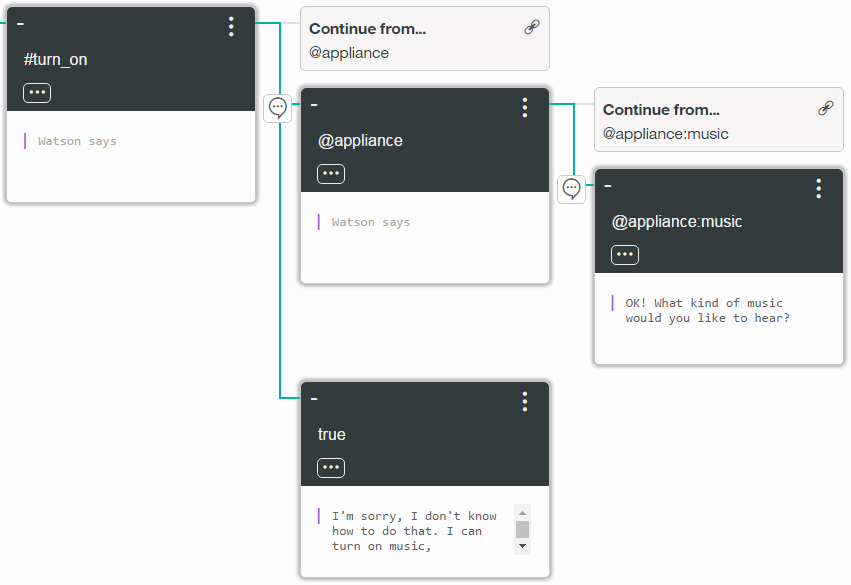 #turn_on
Watson says
Continue from...
@appliance
@appliance
Watson says
Continue from...
@appliance:music
@appliance:music
OK! What kind of music
would you like to hear?
true
I'm sorry, I don't know
how to do that. I can
turn on music,